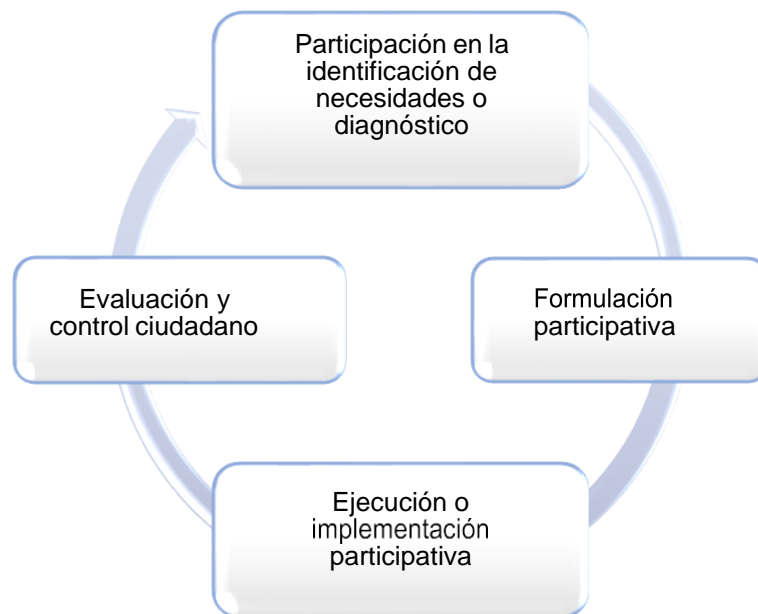 Participación en la
identificación de
necesidades o
diagnóstico
Formulación
participativa
Ejecución o
implementación
participativa
Evaluación y
control ciudadano